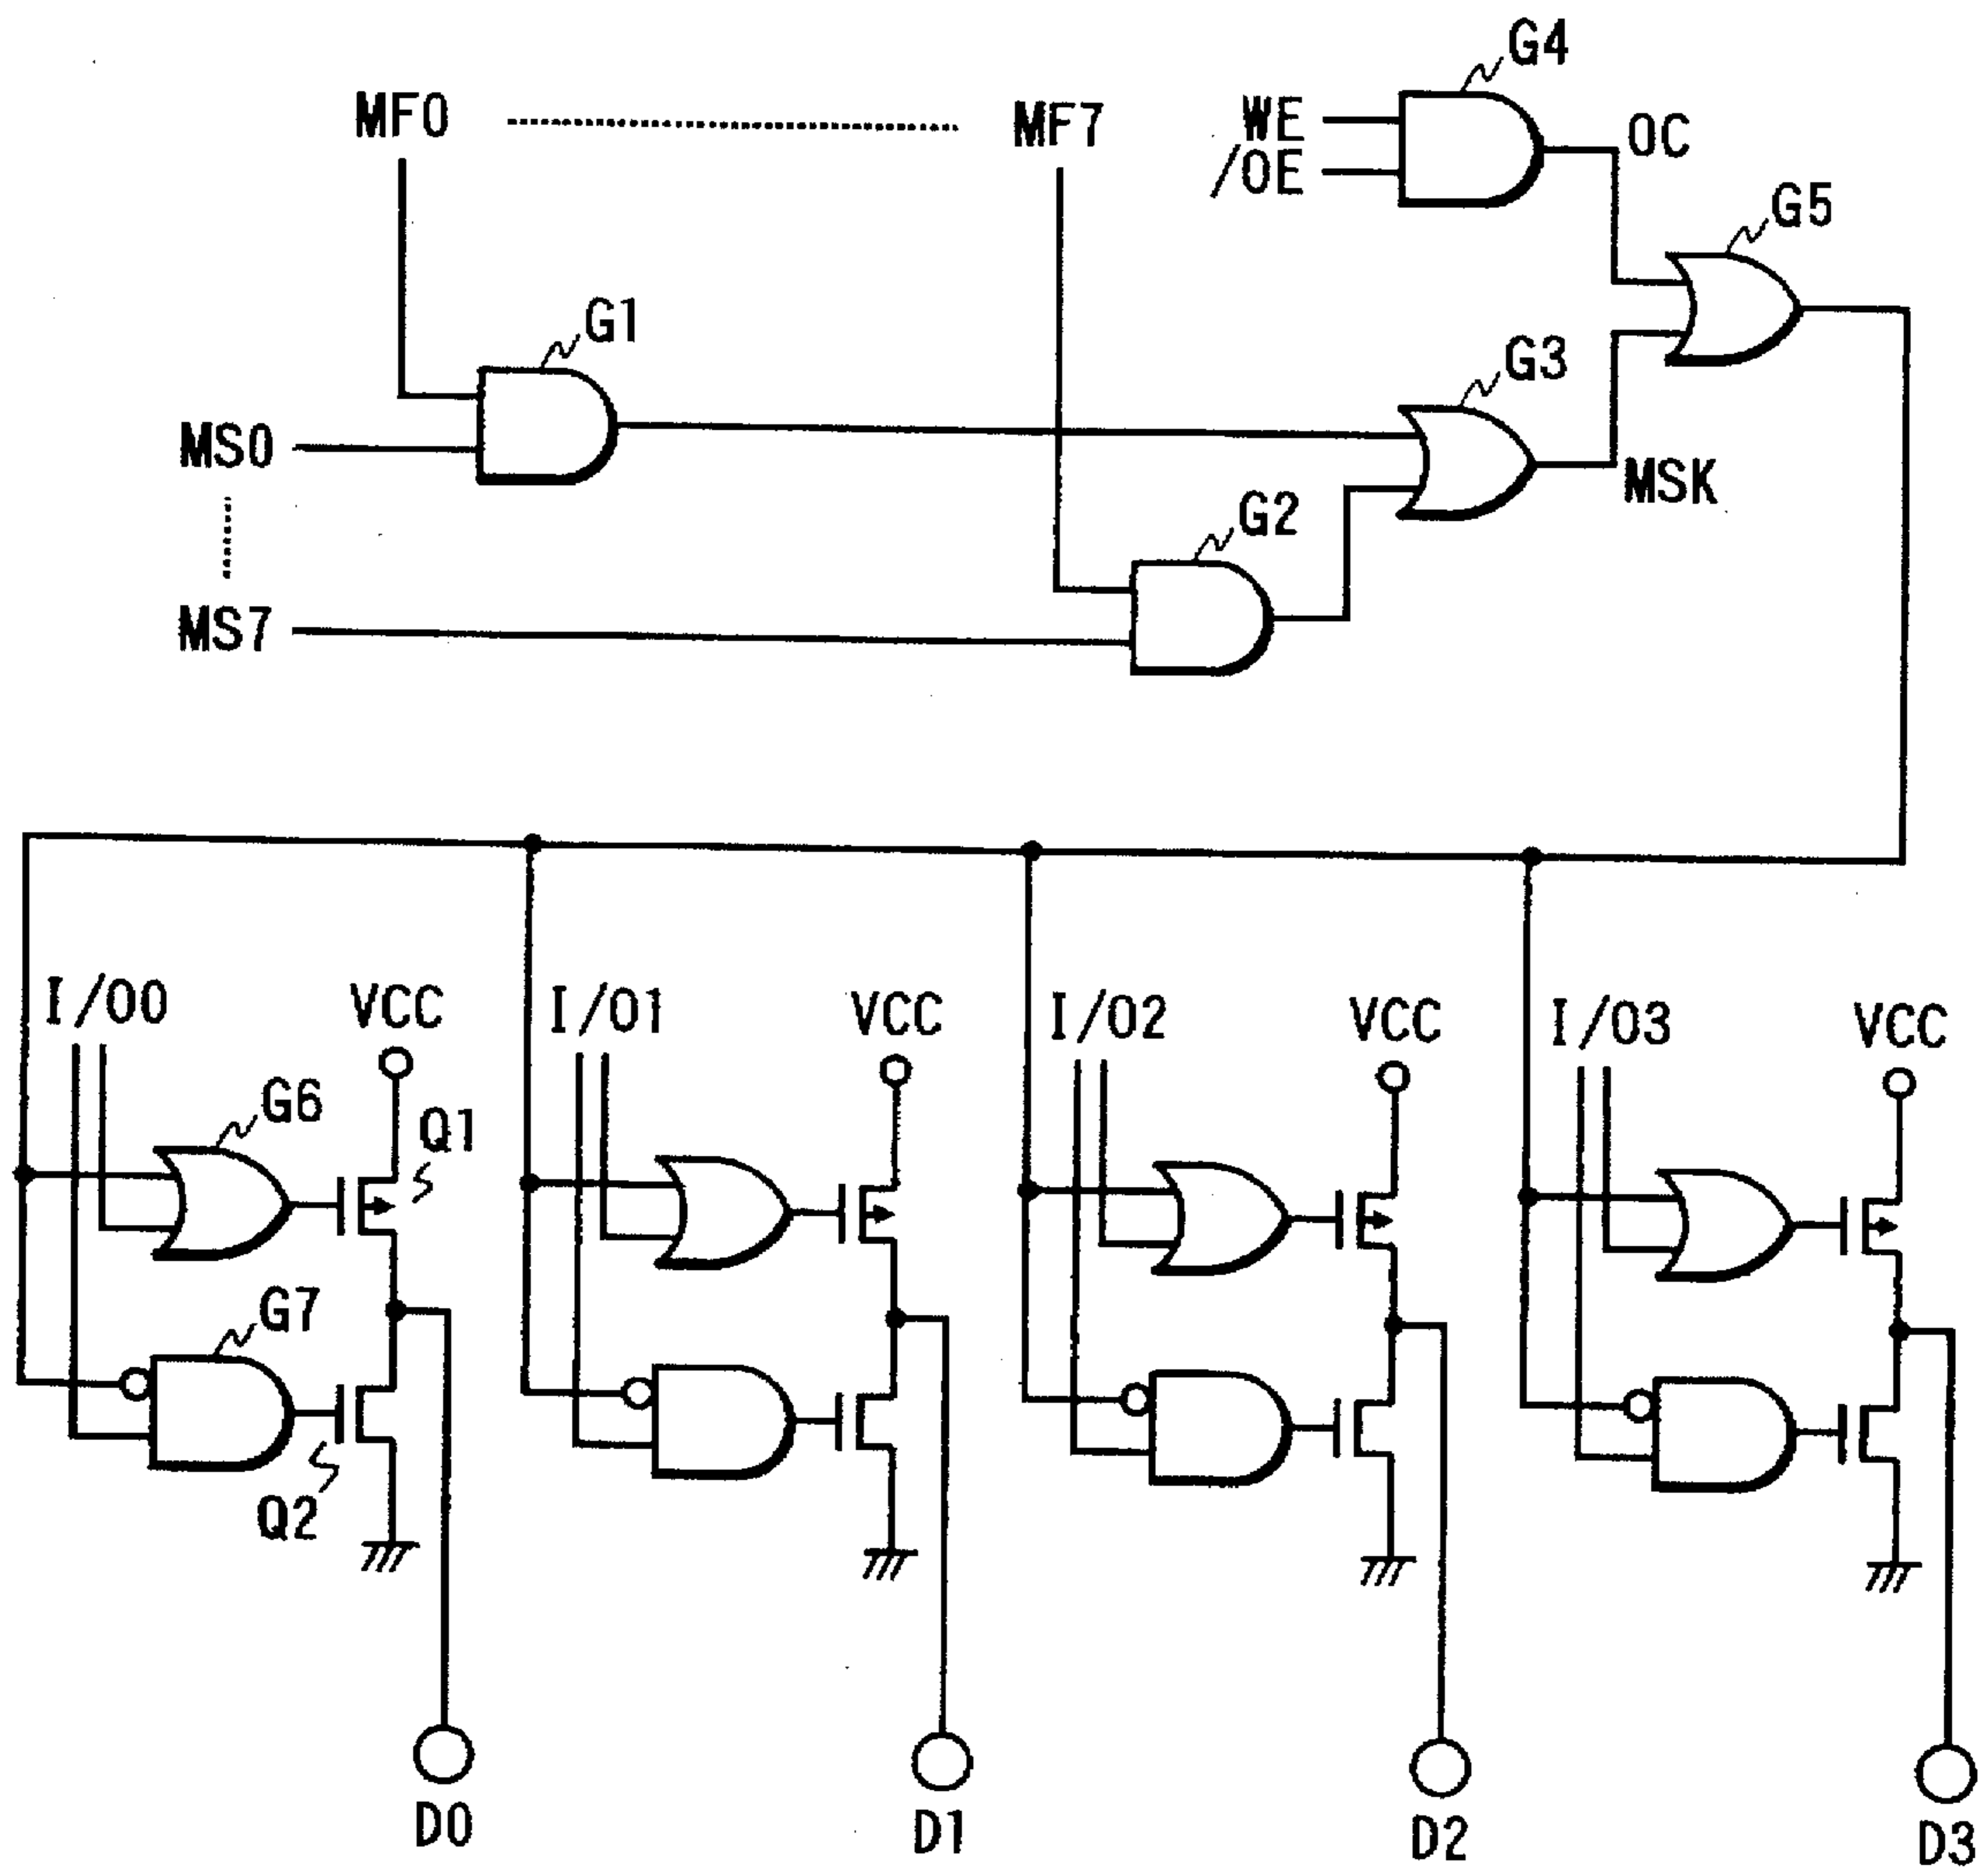 G4
MF0
MF7
WE
/OE
OC
G5
G1
G3
MS0
MSK
G2
MS7
I/O0
VCC
I/O1
VCC
I/O2
VCC
I/O3
VCC
G6
Q1
G7
Q2
D0
D1
D2
D3